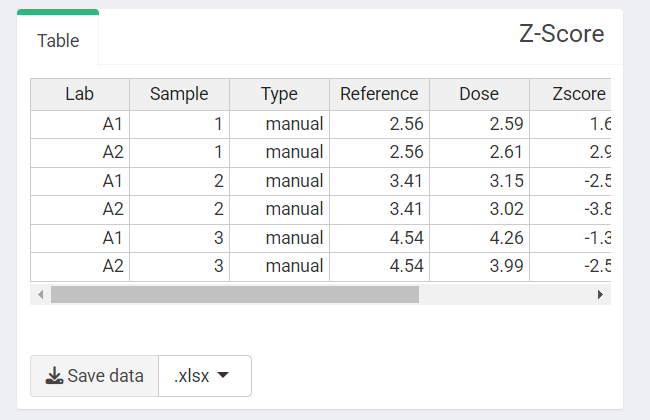 Table
Z-Score
Lab Sample Type Reference Dose Zscore
A1 1 manual 2.56 2.59 1.6
A2 1 manual 2.56 2.61 2.9
A1 2 manual 3.41 3.15 -2.5
A2 2 manual 3.41 3.02 -3.8
A1 3 manual 4.54 4.26 -1.3
A2 3 manual 4.54 3.99 -2.5
Save data .xlsx